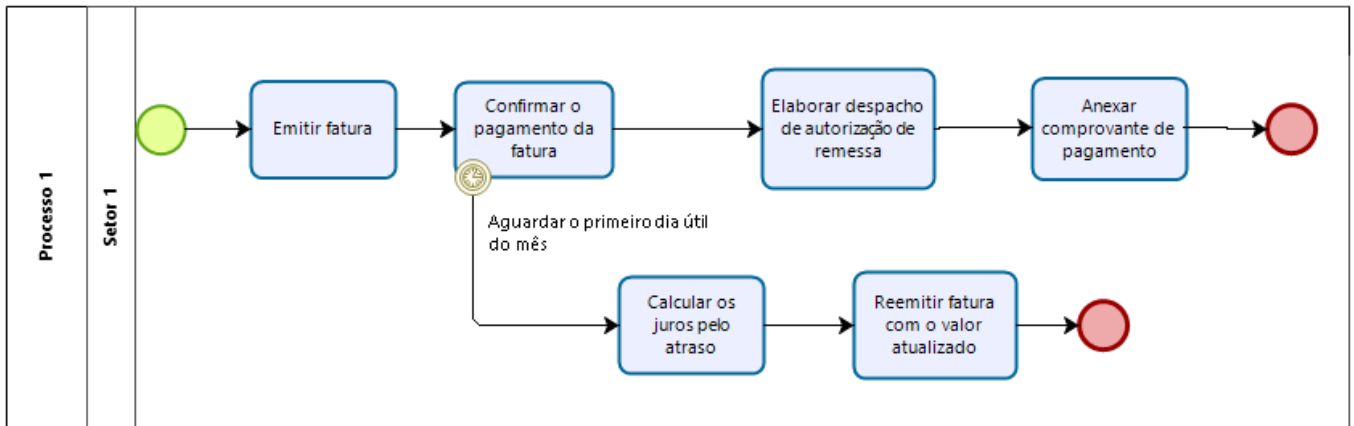 Processo 1
Setor 1
Emitir fatura
Confirmar o
pagamento da
fatura
Elaborar despacho
de autorização de
remessa
Anexar
comprovante de
pagamento
Aguardar o primeiro dia útil
do mês
Calcular os
juros pelo
atraso
Reemitir fatura
com o valor
atualizado